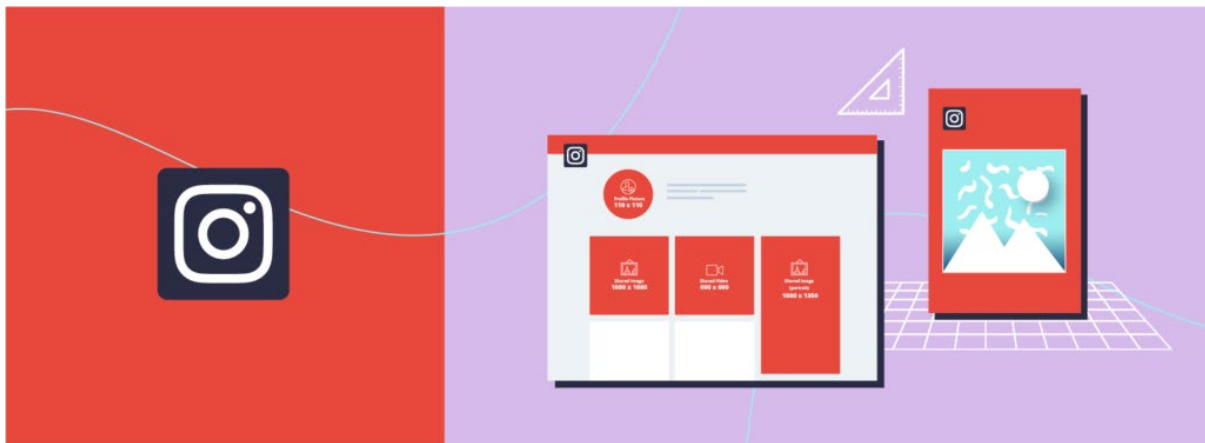 Profile Picture
110 x 110
Shared Image
1080 x 1080
Shared Video
600 x 600
Shared Image
(portrait)
1080 x 1350